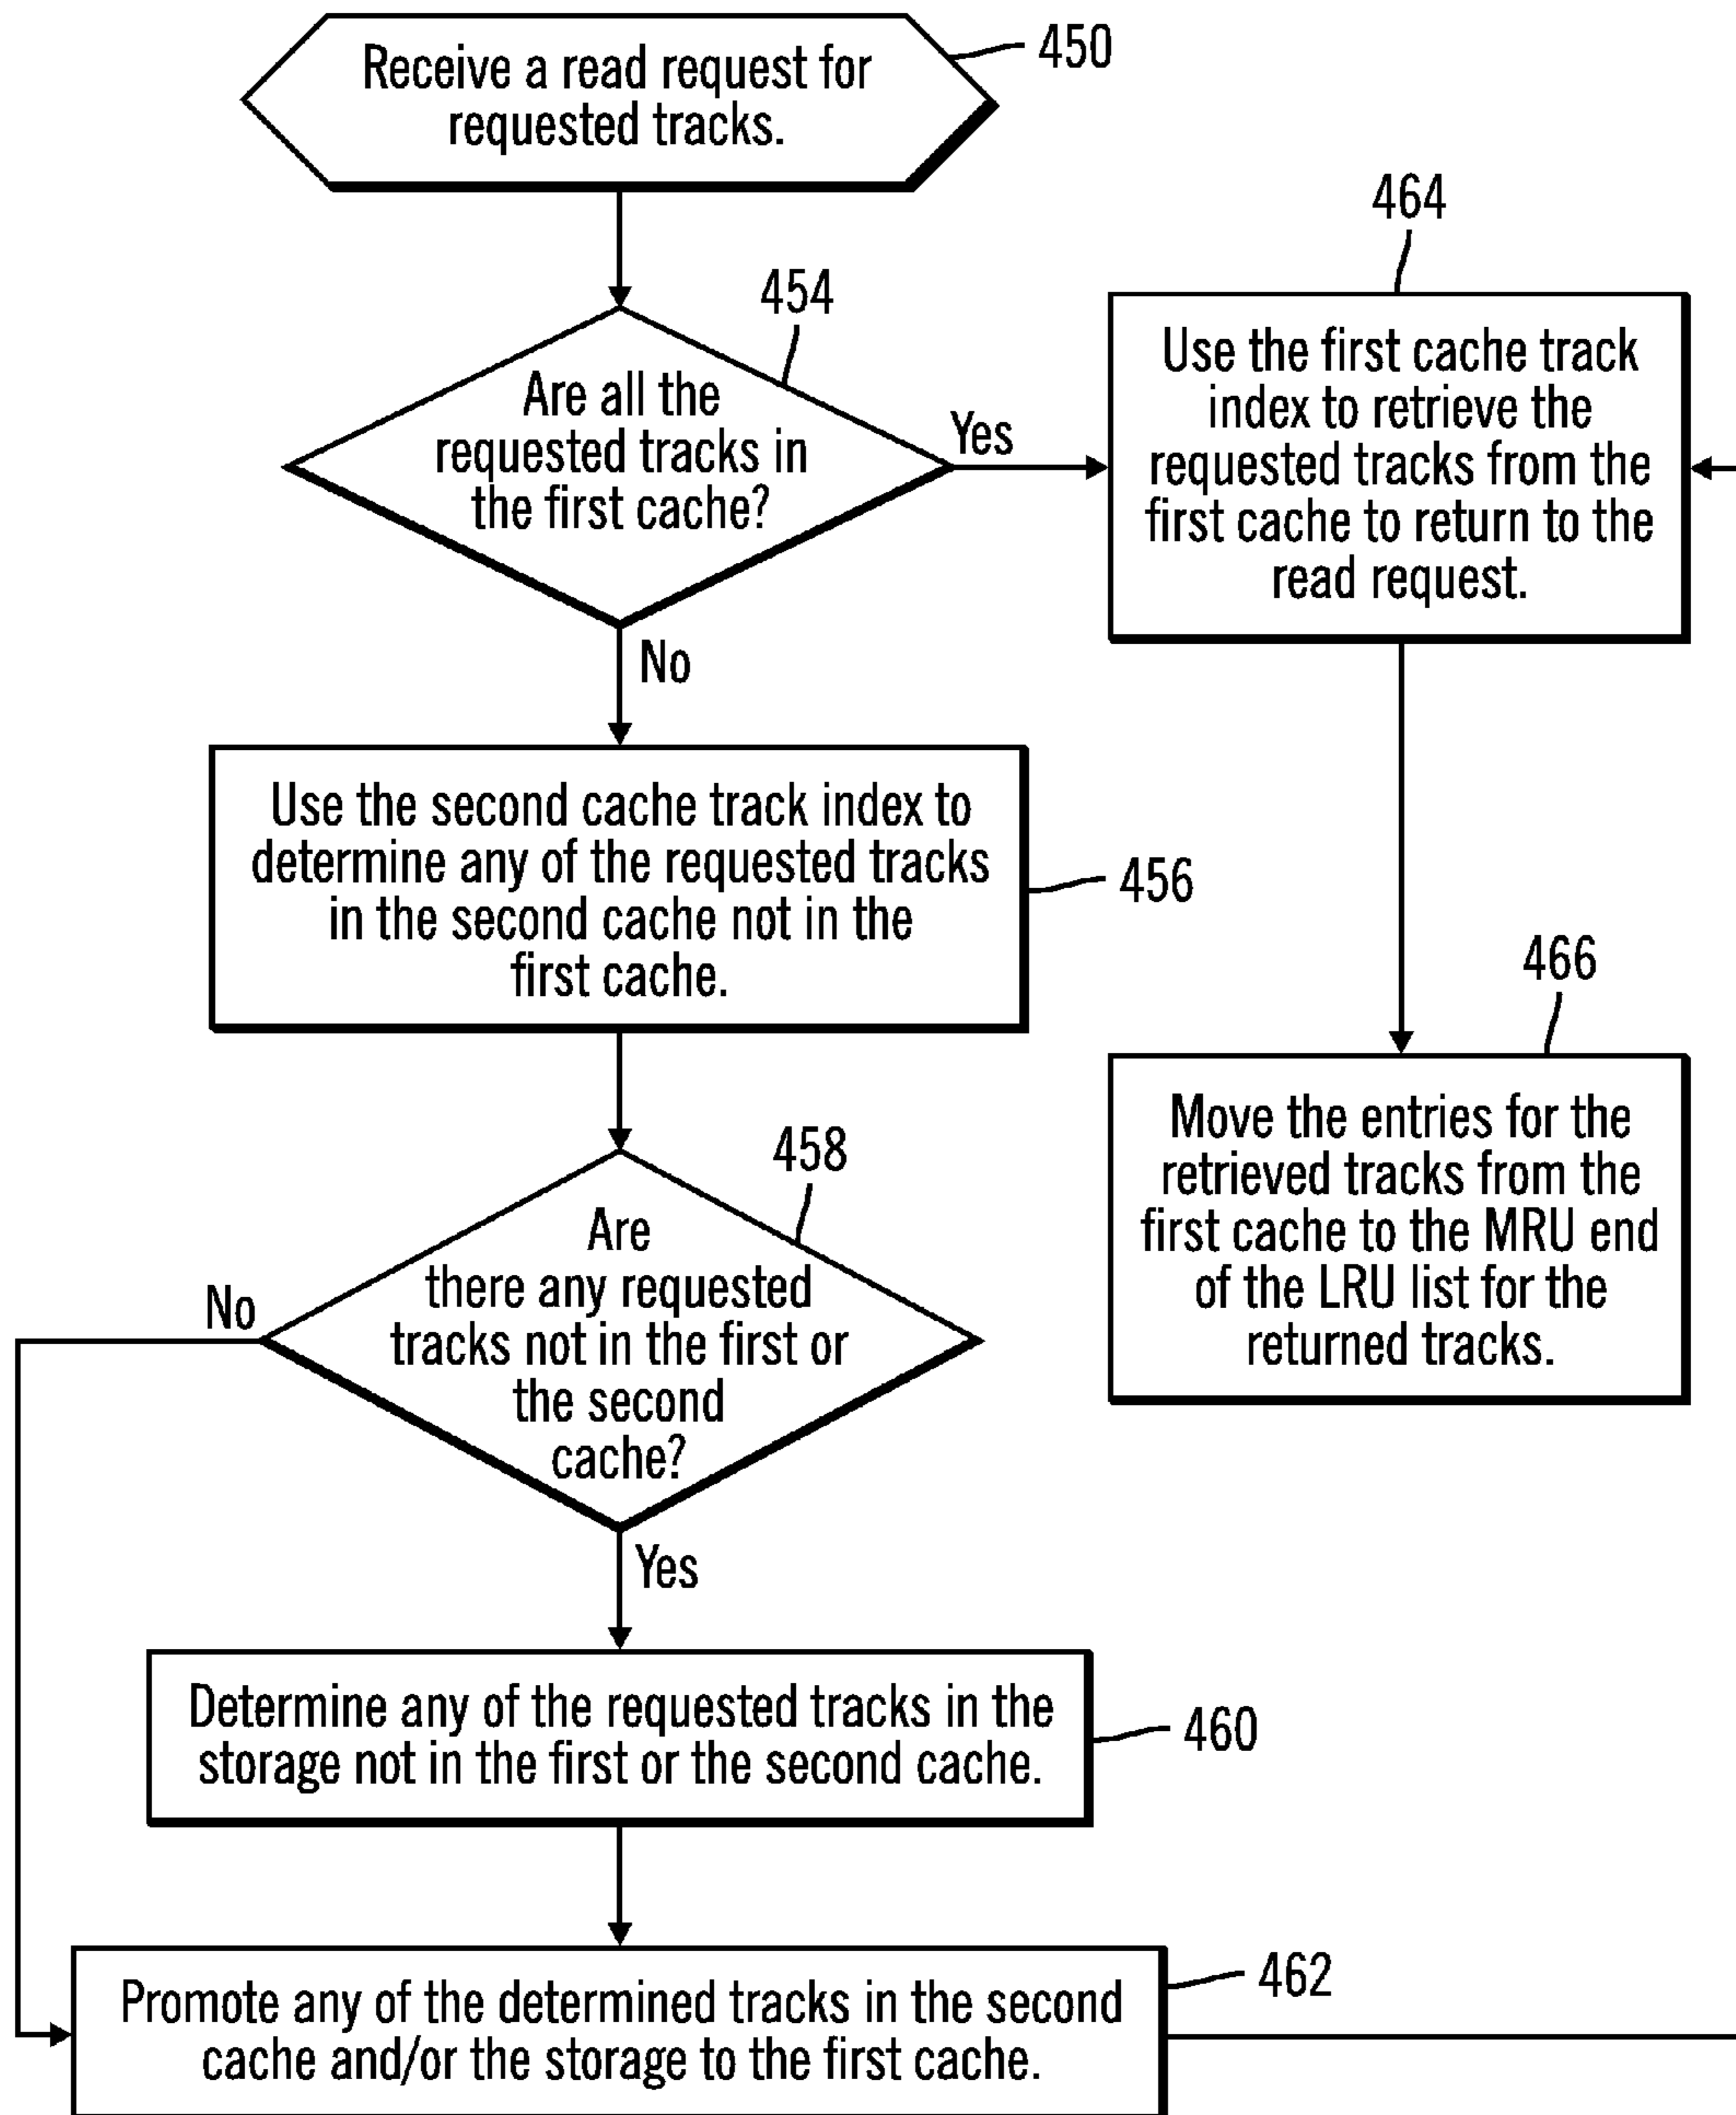 Receive a read request for
requested tracks.
450
454
Are all the
requested tracks in
the first cache?
Yes
No
464
Use the first cache track
index to retrieve the
requested tracks from the
first cache to return to the
read request.
Use the second cache track index to
determine any of the requested tracks
in the second cache not in the
first cache.
456
466
Move the entries for the
retrieved tracks from the
first cache to the MRU end
of the LRU list for the
returned tracks.
458
Are
there any requested
tracks not in the first or
the second
cache?
No
Yes
Determine any of the requested tracks in the
storage not in the first or the second cache.
460
Promote any of the determined tracks in the second
cache and/or the storage to the first cache.
462